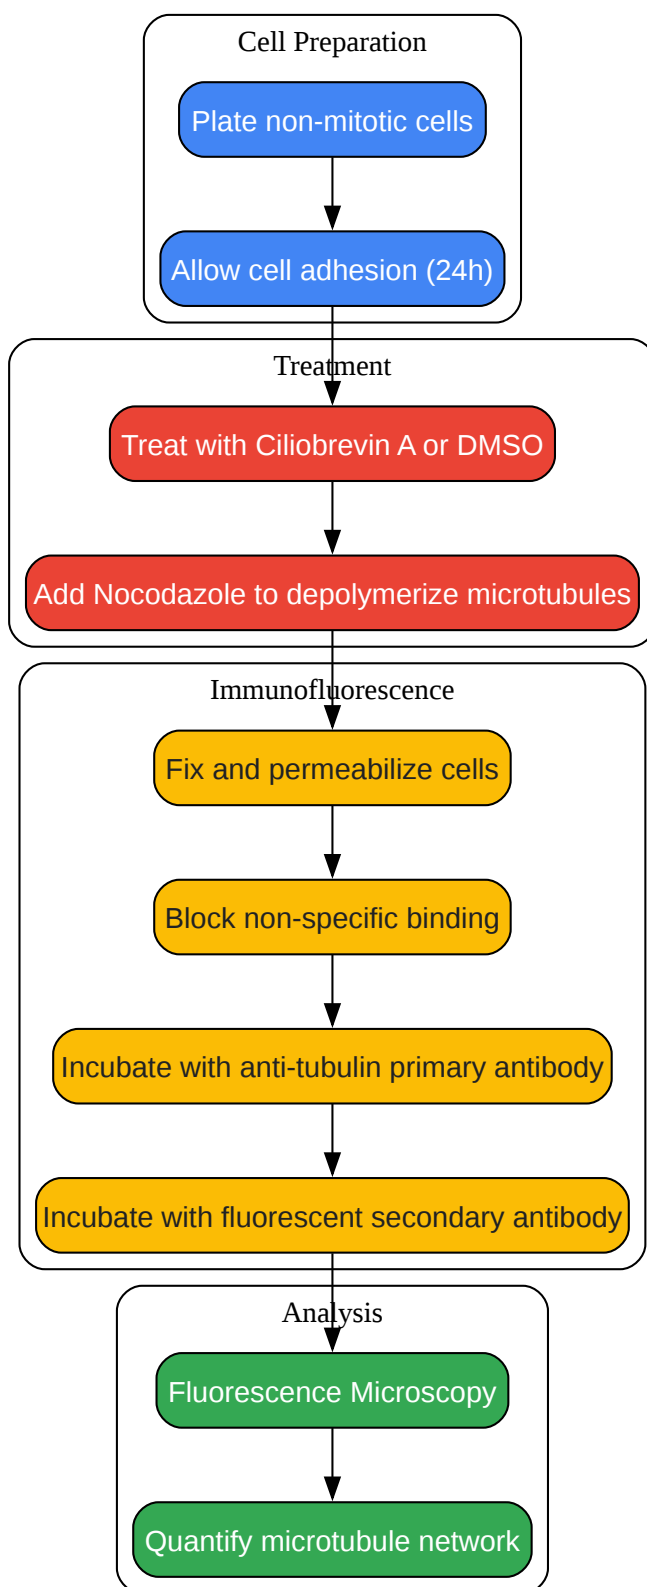 Cell Preparation
Plate non-mitotic cells
Allow cell adhesion (24h)
Treatment
Treat with Ciliobrevin A or DMSO
Add Nocodazole to depolymerize microtubules
Immunofluorescence
Fix and permeabilize cells
Block non-specific binding
Incubate with anti-tubulin primary antibody
Incubate with fluorescent secondary antibody
Analysis
Fluorescence Microscopy
Quantify microtubule network